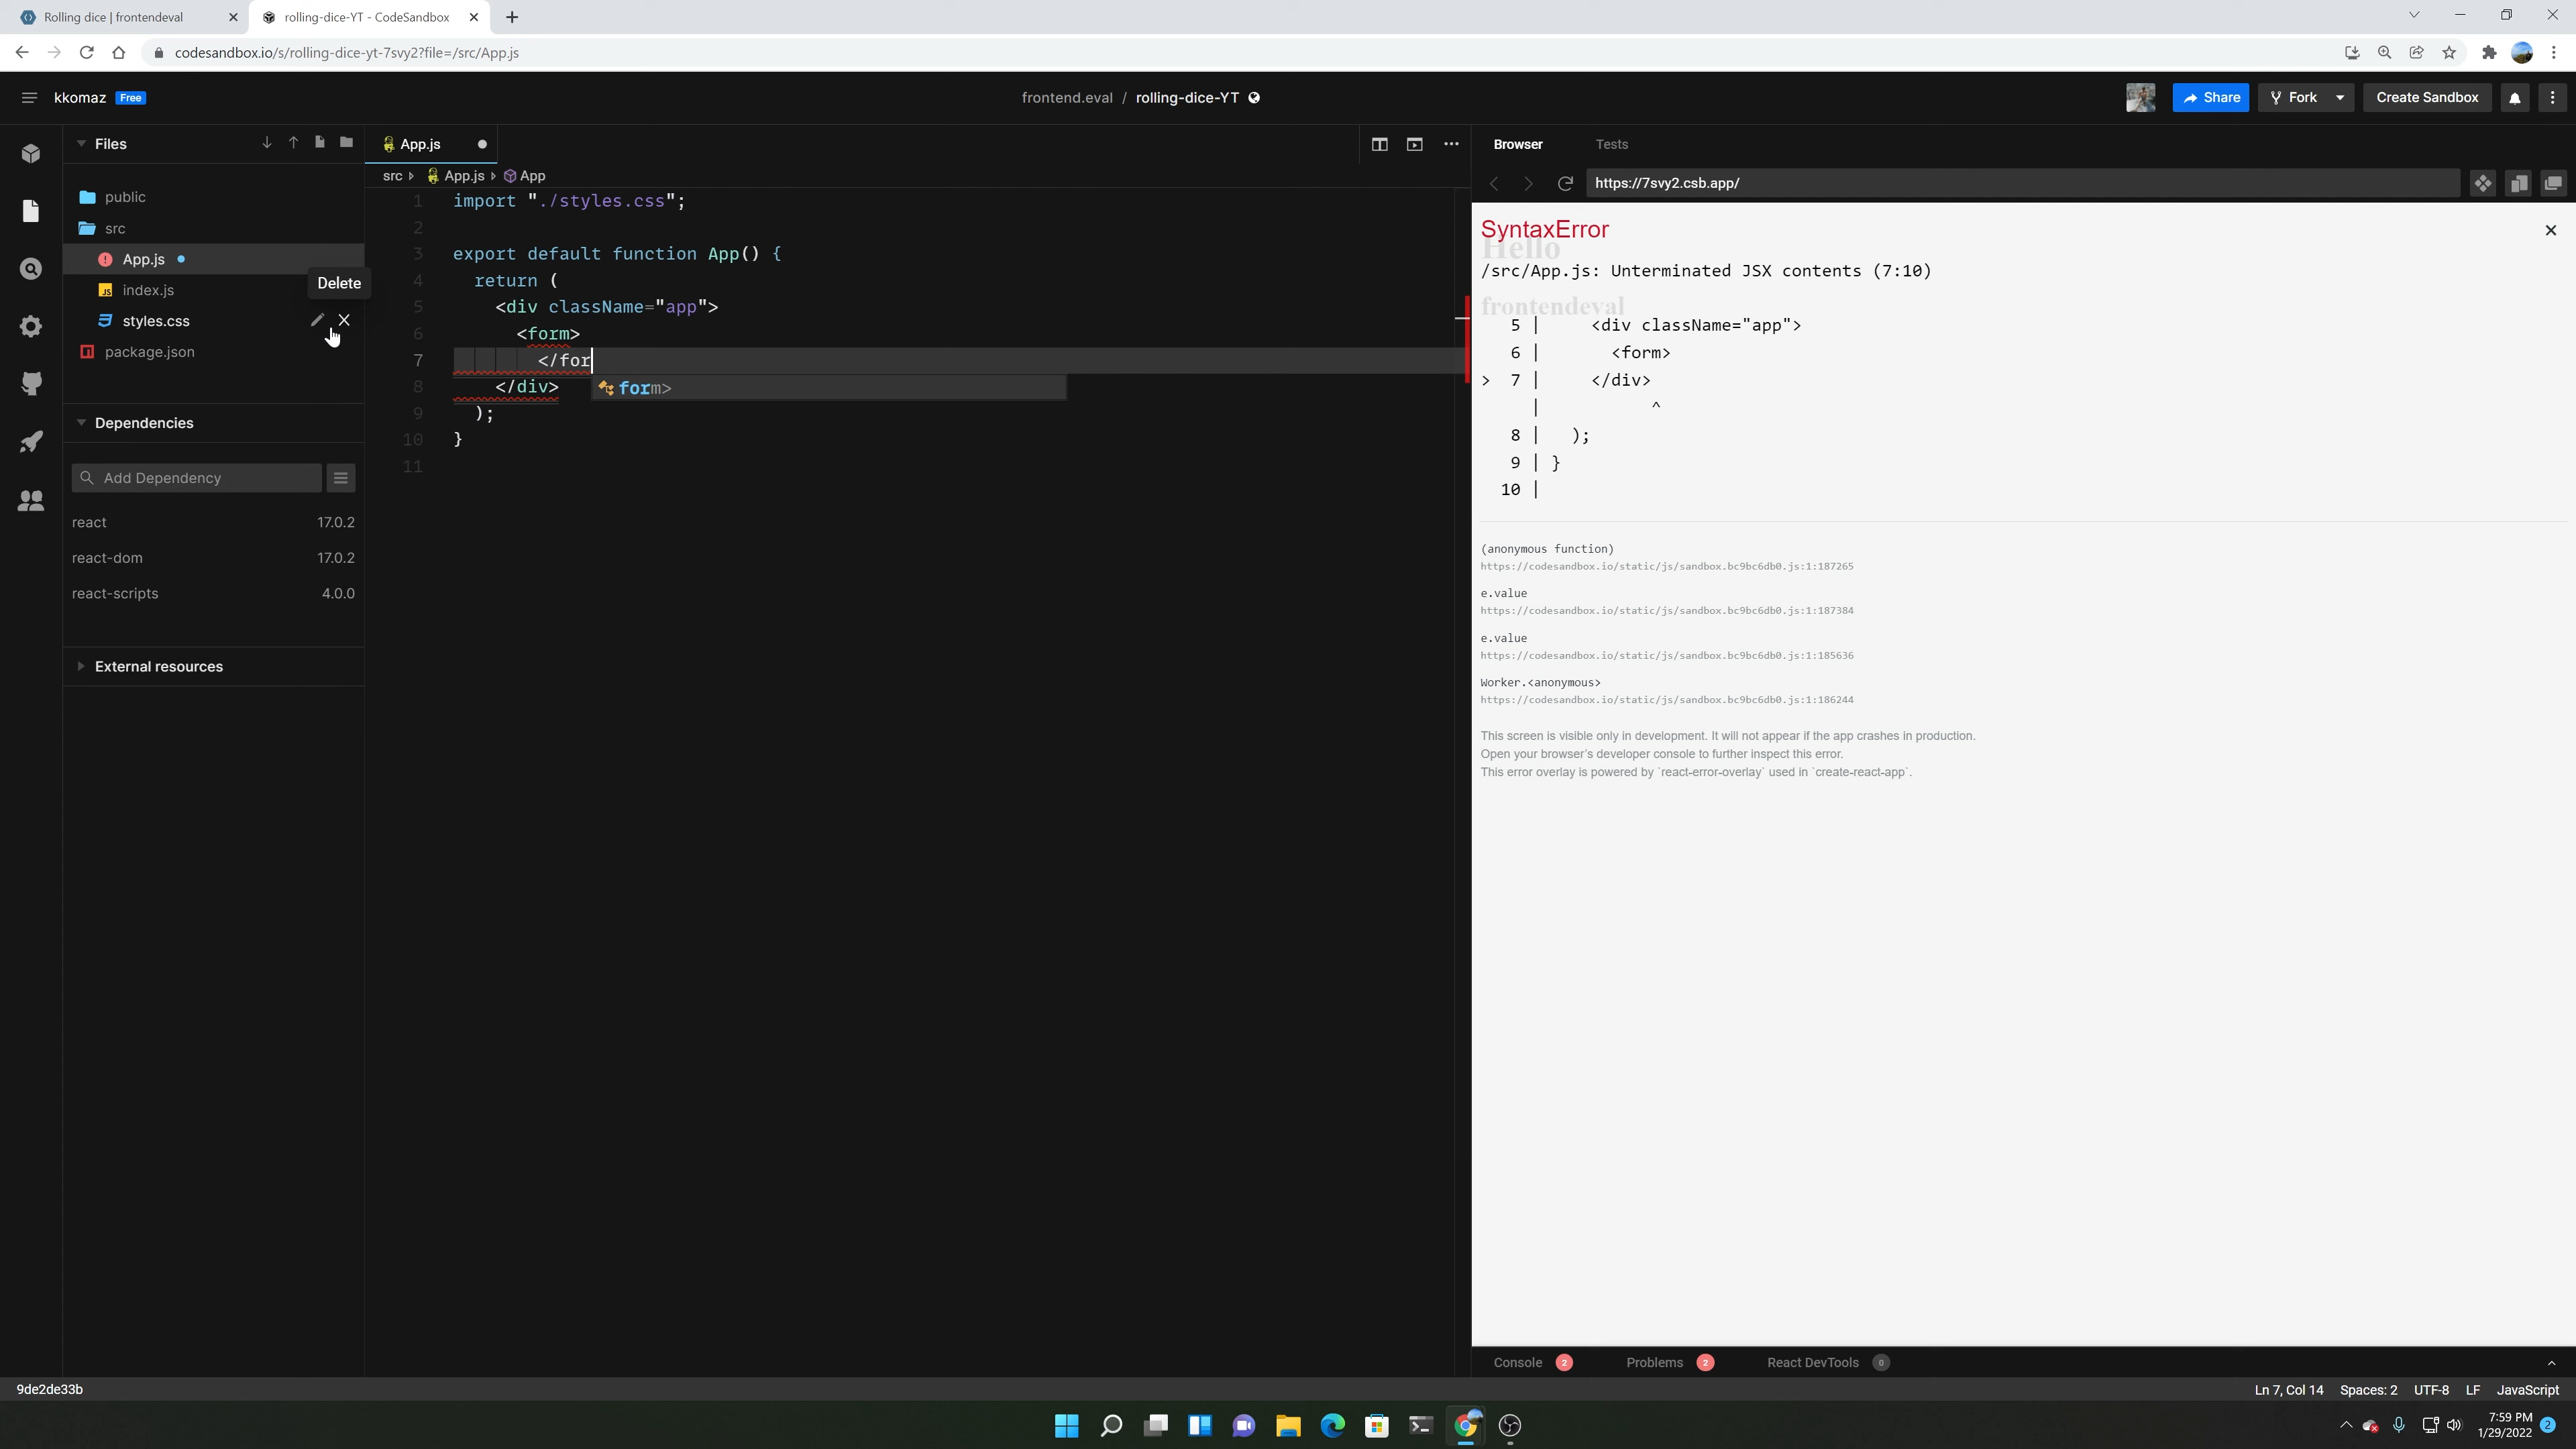 Rolling dice | frontendeval
rolling-dice-YT - CodeSandbox
codesandbox.io/s/rolling-dice-yt-7svy2?file=/src/App.js
kkomaz Free
frontend.eval / rolling-dice-YT
Share
Fork
Create Sandbox
Files
public
src
App.js
Delete
index.js
styles.css
package.json
Dependencies
Add Dependency
react 17.0.2
react-dom 17.0.2
react-scripts 4.0.0
External resources
App.js
src App.js App
1 import "./styles.css";
2
3 export default function App() {
4 return (
5 <div className="app">
6 <form>
7 </for
form>
8 </div>
9 );
10 }
11
Browser
Tests
https://7svy2.csb.app/
SyntaxError
Hello
/src/App.js: Unterminated JSX contents (7:10)
frontendeval
5 | <div className="app">
6 | <form>
> 7 | </div>
| ^
8 | );
9 | }
10 |
(anonymous function)
https://codesandbox.io/static/js/sandbox.bc9bc6db0.js:1:187265
e.value
https://codesandbox.io/static/js/sandbox.bc9bc6db0.js:1:187384
e.value
https://codesandbox.io/static/js/sandbox.bc9bc6db0.js:1:185636
Worker.<anonymous>
https://codesandbox.io/static/js/sandbox.bc9bc6db0.js:1:186244
This screen is visible only in development. It will not appear if the app crashes in production.
Open your browser's developer console to further inspect this error.
This error overlay is powered by `react-error-overlay` used in `create-react-app`.
Console 2
Problems 2
React DevTools 0
9de2de33b
Ln 7, Col 14 Spaces: 2 UTF-8 LF JavaScript
7:59 PM
1/29/2022
2